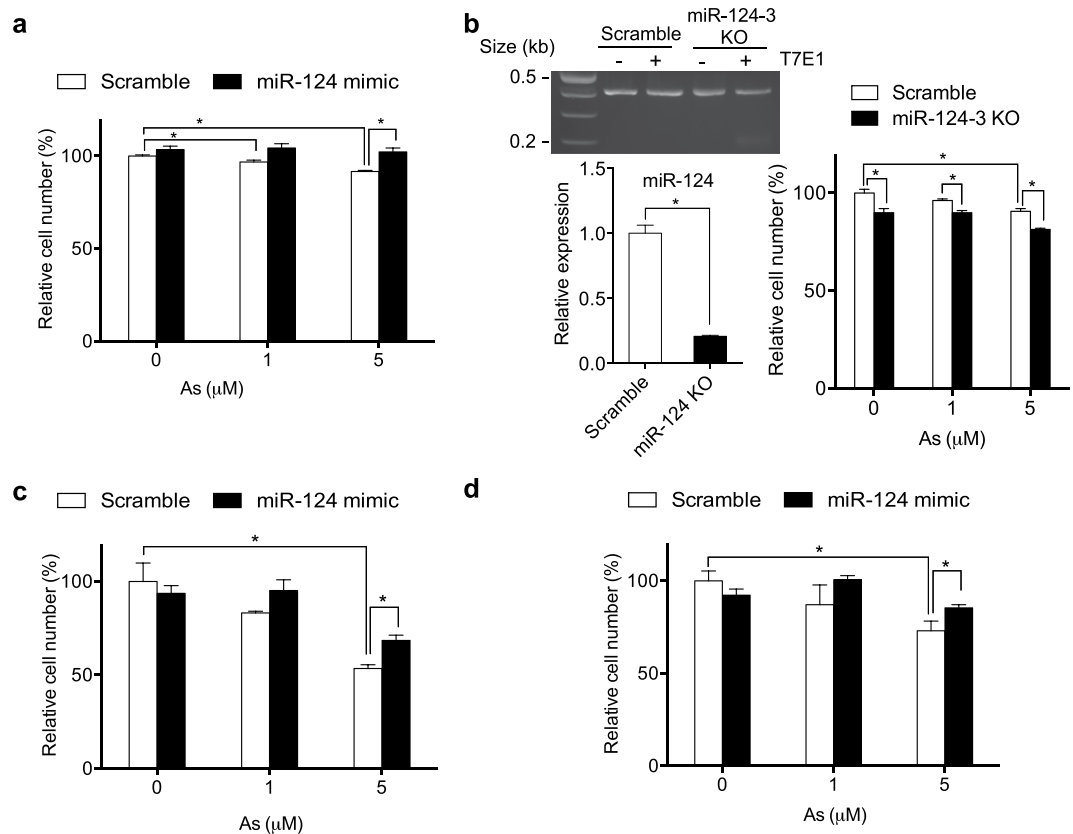 a
Scramble miR-124 mimic
Relative cell number (%)
100
50
0
*
*
*
0 1 5
As (μM)
b
Scramble
miR-124-3
KO
Size (kb)
- + - + T7E1
0.5
0.2
miR-124
Relative expression
1.5
1.0
0.5
0.0
*
Scramble
miR-124 KO
Scramble
miR-124-3 KO
Relative cell number (%)
100
50
0
*
*
*
*
0 1 5
As (μM)
c
Scramble miR-124 mimic
Relative cell number (%)
100
50
0
*
*
0 1 5
As (μM)
d
Scramble miR-124 mimic
Relative cell number (%)
100
50
0
*
*
0 1 5
As (μM)